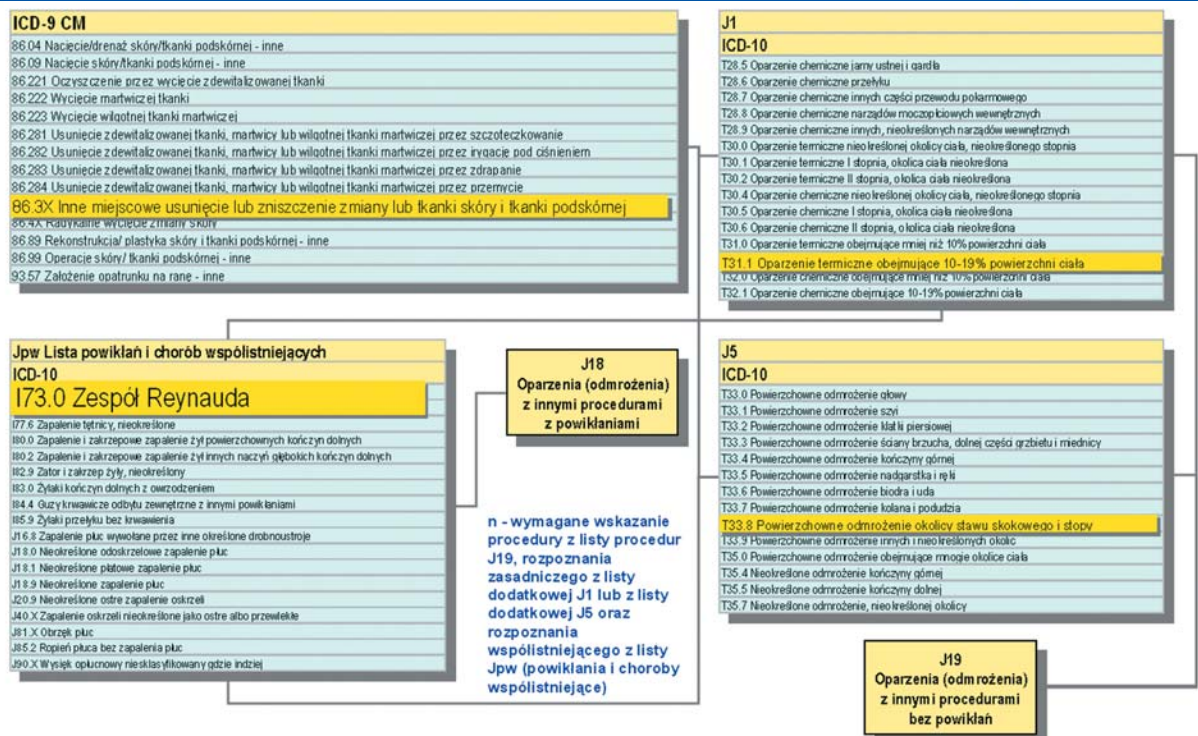 ICD-9 CM
86.04 Nacięcie/drenaż skóry/tkanki podskórnej - inne
86.09 Nacięcie skóry/tkanki podskórnej - inne
86.221 Oczyszczenie przez wycięcie zdewitalizowanej tkanki
86.222 Wycięcie martwiczej tkanki
86.223 Wycięcie wilgotnej tkanki martwiczej
86.281 Usunięcie zdewitalizowanej tkanki, martwicy lub wilgotnej tkanki martwiczej przez szczoteczkowanie
86.282 Usunięcie zdewitalizowanej tkanki, martwicy lub wilgotnej tkanki martwiczej przez irygację pod ciśnieniem
86.283 Usunięcie zdewitalizowanej tkanki, martwicy lub wilgotnej tkanki martwiczej przez zdrapanie
86.284 Usunięcie zdewitalizowanej tkanki, martwicy lub wilgotnej tkanki martwiczej przez przemycie
86.3X Inne miejscowe usunięcie lub zniszczenie zmiany lub tkanki skóry i tkanki podskórnej
86.4X Radykalne wycięcie zmiany skóry
86.89 Rekonstrukcja/ plastyka skóry i tkanki podskórnej - inne
86.99 Operacje skóry/ tkanki podskórnej - inne
93.57 Założenie opatrunku na ranę - inne
J1
ICD-10
T28.5 Oparzenie chemiczne jamy ustnej i gardła
T28.6 Oparzenie chemiczne przełyku
T28.7 Oparzenie chemiczne innych części przewodu pokarmowego
T28.8 Oparzenie chemiczne narządów moczopłciowych wewnętrznych
T28.9 Oparzenie chemiczne innych, nieokreślonych narządów wewnętrznych
T30.0 Oparzenie termiczne nieokreślonej okolicy ciała, nieokreślonego stopnia
T30.1 Oparzenie termiczne I stopnia, okolica ciała nieokreślona
T30.2 Oparzenie termiczne II stopnia, okolica ciała nieokreślona
T30.4 Oparzenie chemiczne nieokreślonej okolicy ciała, nieokreślonego stopnia
T30.5 Oparzenie chemiczne I stopnia, okolica ciała nieokreślona
T30.6 Oparzenie chemiczne II stopnia, okolica ciała nieokreślona
T31.0 Oparzenie termiczne obejmujące mniej niż 10% powierzchni ciała
T31.1 Oparzenie termiczne obejmujące 10-19% powierzchni ciała
T32.0 Oparzenie chemiczne obejmujące mniej niż 10% powierzchni ciała
T32.1 Oparzenie chemiczne obejmujące 10-19% powierzchni ciała
Jpw Lista powikłań i chorób współistniejących
ICD-10
I73.0 Zespół Reynauda
I77.6 Zapalenie tętnicy, nieokreślone
I80.0 Zapalenie i zakrzepowe zapalenie żył powierzchownych kończyn dolnych
I80.2 Zapalenie i zakrzepowe zapalenie żył innych naczyń głębokich kończyn dolnych
I82.9 Zator i zakrzep żyły, nieokreślony
I83.0 Żylaki kończyn dolnych z owrzodzeniem
I84.4 Guzy krwawicze odbytu zewnętrzne z innymi powikłaniami
I85.9 Żylaki przełyku bez krwawienia
J16.8 Zapalenie płuc wywołane przez inne określone drobnoustroje
J18.0 Nieokreślone odoskrzelowe zapalenie płuc
J18.1 Nieokreślone płatowe zapalenie płuc
J18.9 Nieokreślone zapalenie płuc
J20.9 Nieokreślone ostre zapalenie oskrzeli
J40.X Zapalenie oskrzeli nieokreślone jako ostre albo przewlekłe
J81.X Obrzęk płuc
J85.2 Ropień płuca bez zapalenia płuc
J90.X Wysięk opłucnowy niesklasyfikowany gdzie indziej
J18
Oparzenia (odmrożenia)
z innymi procedurami
z powikłaniami
n - wymagane wskazanie
procedury z listy procedur
J19, rozpoznania
zasadniczego z listy
dodatkowej J1 lub z listy
dodatkowej J5 oraz
rozpoznania
współistniejącego z listy
Jpw (powikłania i choroby
współistniejące)
J5
ICD-10
T33.0 Powierzchowne odmrożenie głowy
T33.1 Powierzchowne odmrożenie szyi
T33.2 Powierzchowne odmrożenie klatki piersiowej
T33.3 Powierzchowne odmrożenie ściany brzucha, dolnej części grzbietu i miednicy
T33.4 Powierzchowne odmrożenie kończyny górnej
T33.5 Powierzchowne odmrożenie nadgarstka i ręki
T33.6 Powierzchowne odmrożenie biodra i uda
T33.7 Powierzchowne odmrożenie kolana i podudzia
T33.8 Powierzchowne odmrożenie okolicy stawu skokowego i stopy
T33.9 Powierzchowne odmrożenie innych i nieokreślonych okolic
T35.0 Powierzchowne odmrożenie obejmujące mnogie okolice ciała
T35.4 Nieokreślone odmrożenie kończyny górnej
T35.5 Nieokreślone odmrożenie kończyny dolnej
T35.7 Nieokreślone odmrożenie, nieokreślonej okolicy
J19
Oparzenia (odmrożenia)
z innymi procedurami
bez powikłań